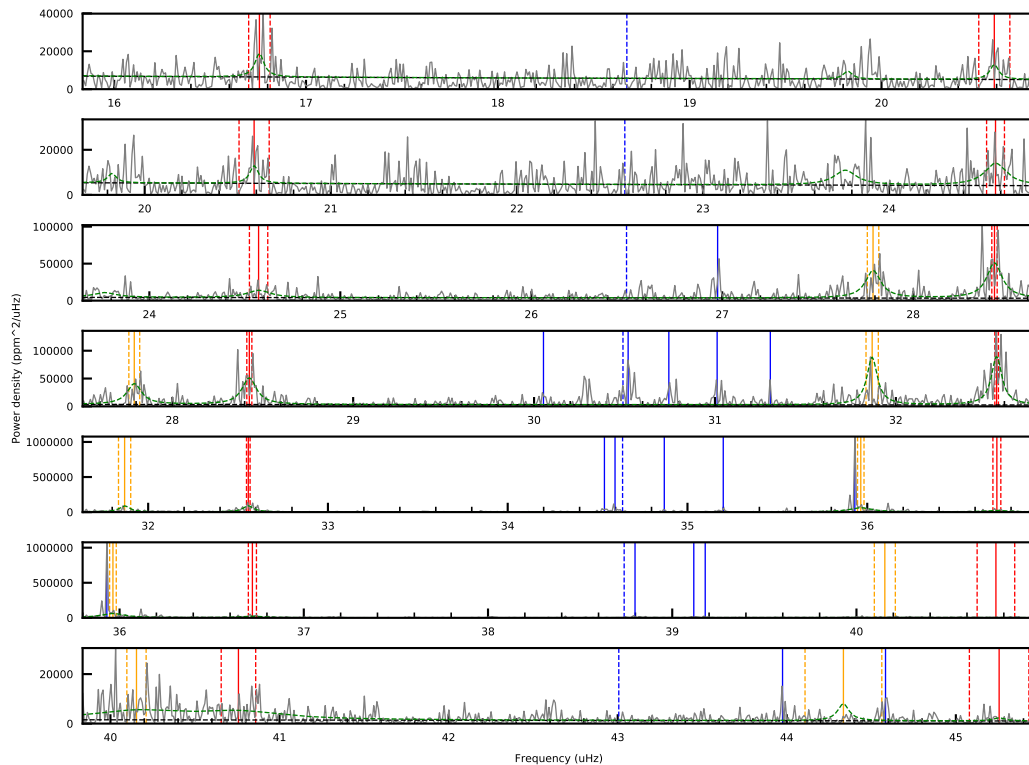 40000
20000
0
16 17 18 19 20
20000
0
20 21 22 23 24
100000
50000
0
24 25 26 27 28
100000
50000
0
28 29 30 31 32
1000000
500000
0
32 33 34 35 36
1000000
500000
0
36 37 38 39 40
20000
0
40 41 42 43 44 45
Power density (ppm^2/uHz)
Frequency (uHz)